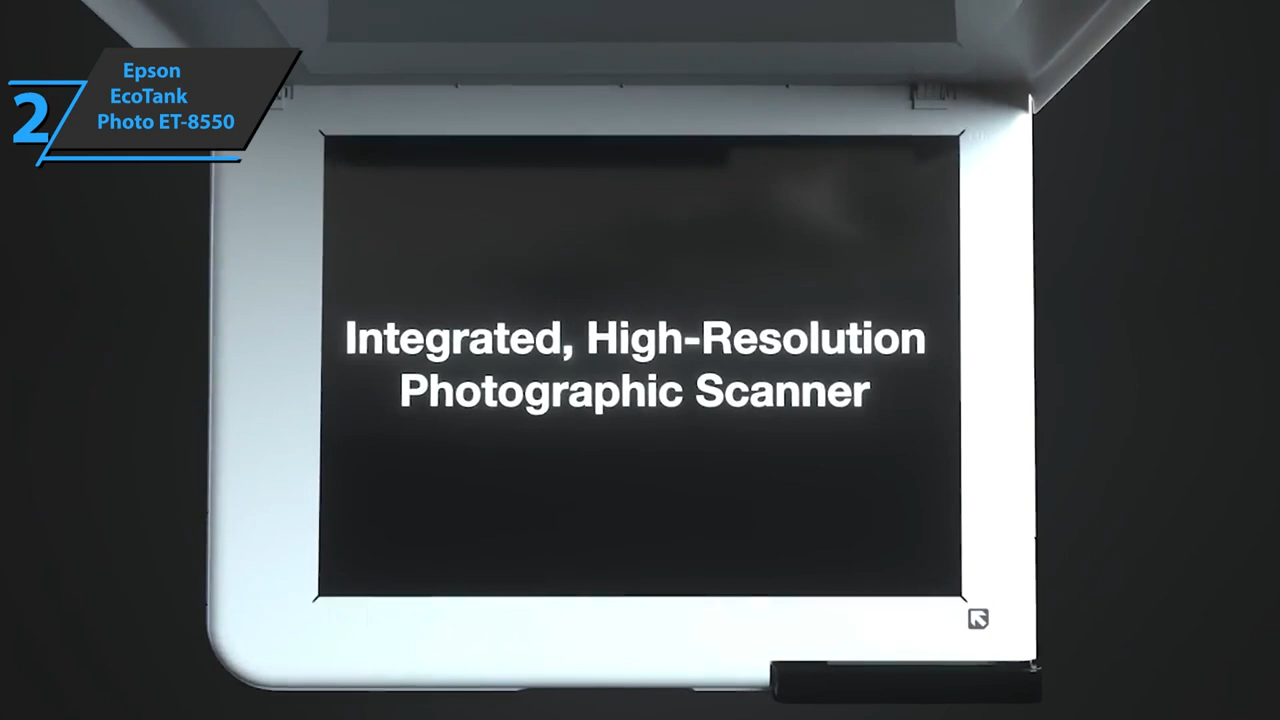 2
Epson
EcoTank
Photo ET-8550
Integrated, High-Resolution
Photographic Scanner